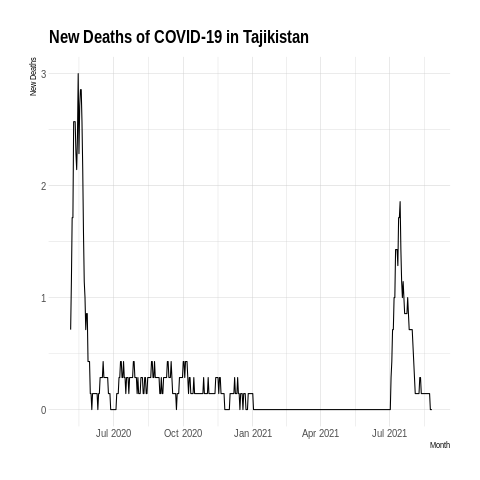 New Deaths of COVID-19 in Tajikistan
New Deaths
3
2
1
0
Jul 2020 Oct 2020 Jan 2021 Apr 2021 Jul 2021
Month